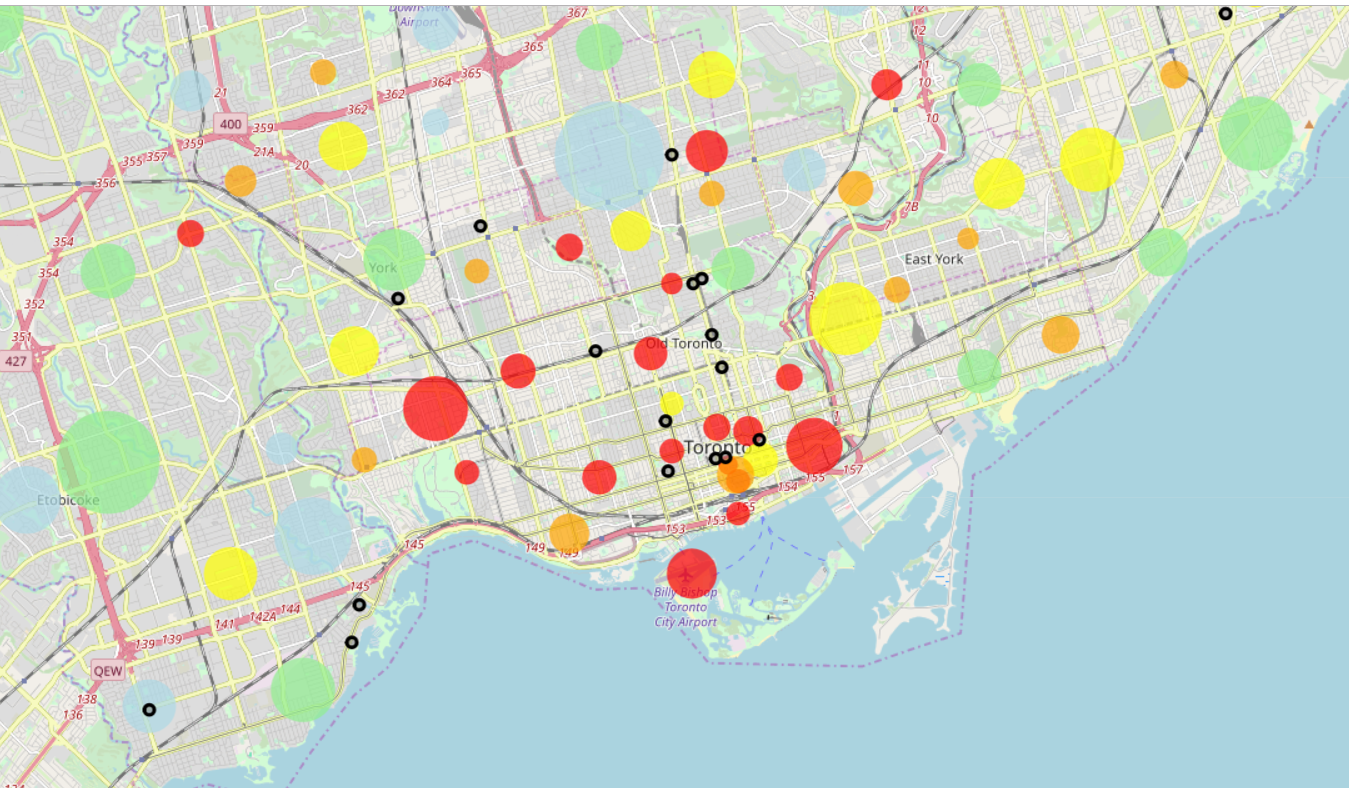 Downsview
Airport
367
12
365
365
364
362
362
11
10
10
21
400
359
359
21A
20
355
357
356
7B
354
York
East York
354
3
352
351
427
Old Toronto
1
Toronto
157
155
154
Etobicoke
155
153
153
149
149
145
145
Billy Bishop
Toronto
City Airport
144
142A
141
139
139
QEW
138
136